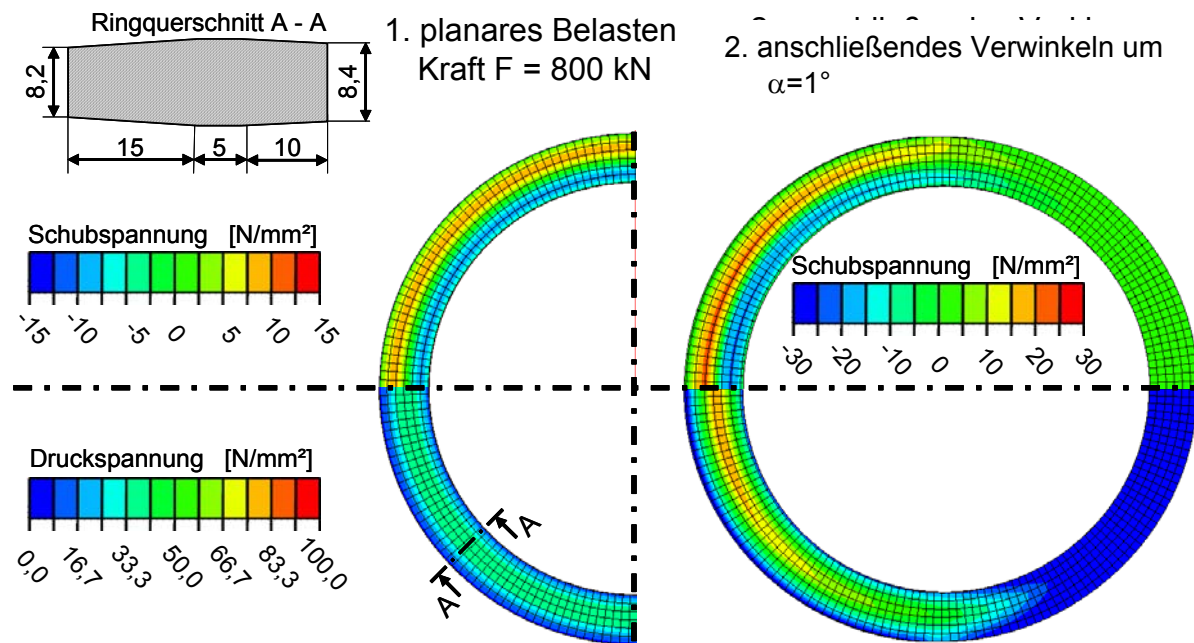 Ringquerschnitt A - A
8,2
8,4
15
5
10
1. planares Belasten
Kraft F = 800 kN
2. anschließendes Verwinkeln um
α=1°
Schubspannung [N/mm²]
-15
-10
-5
0
5
10
15
Schubspannung [N/mm²]
-30
-20
-10
0
10
20
30
Druckspannung [N/mm²]
0,0
16,7
33,3
50,0
66,7
83,3
100,0
A
A